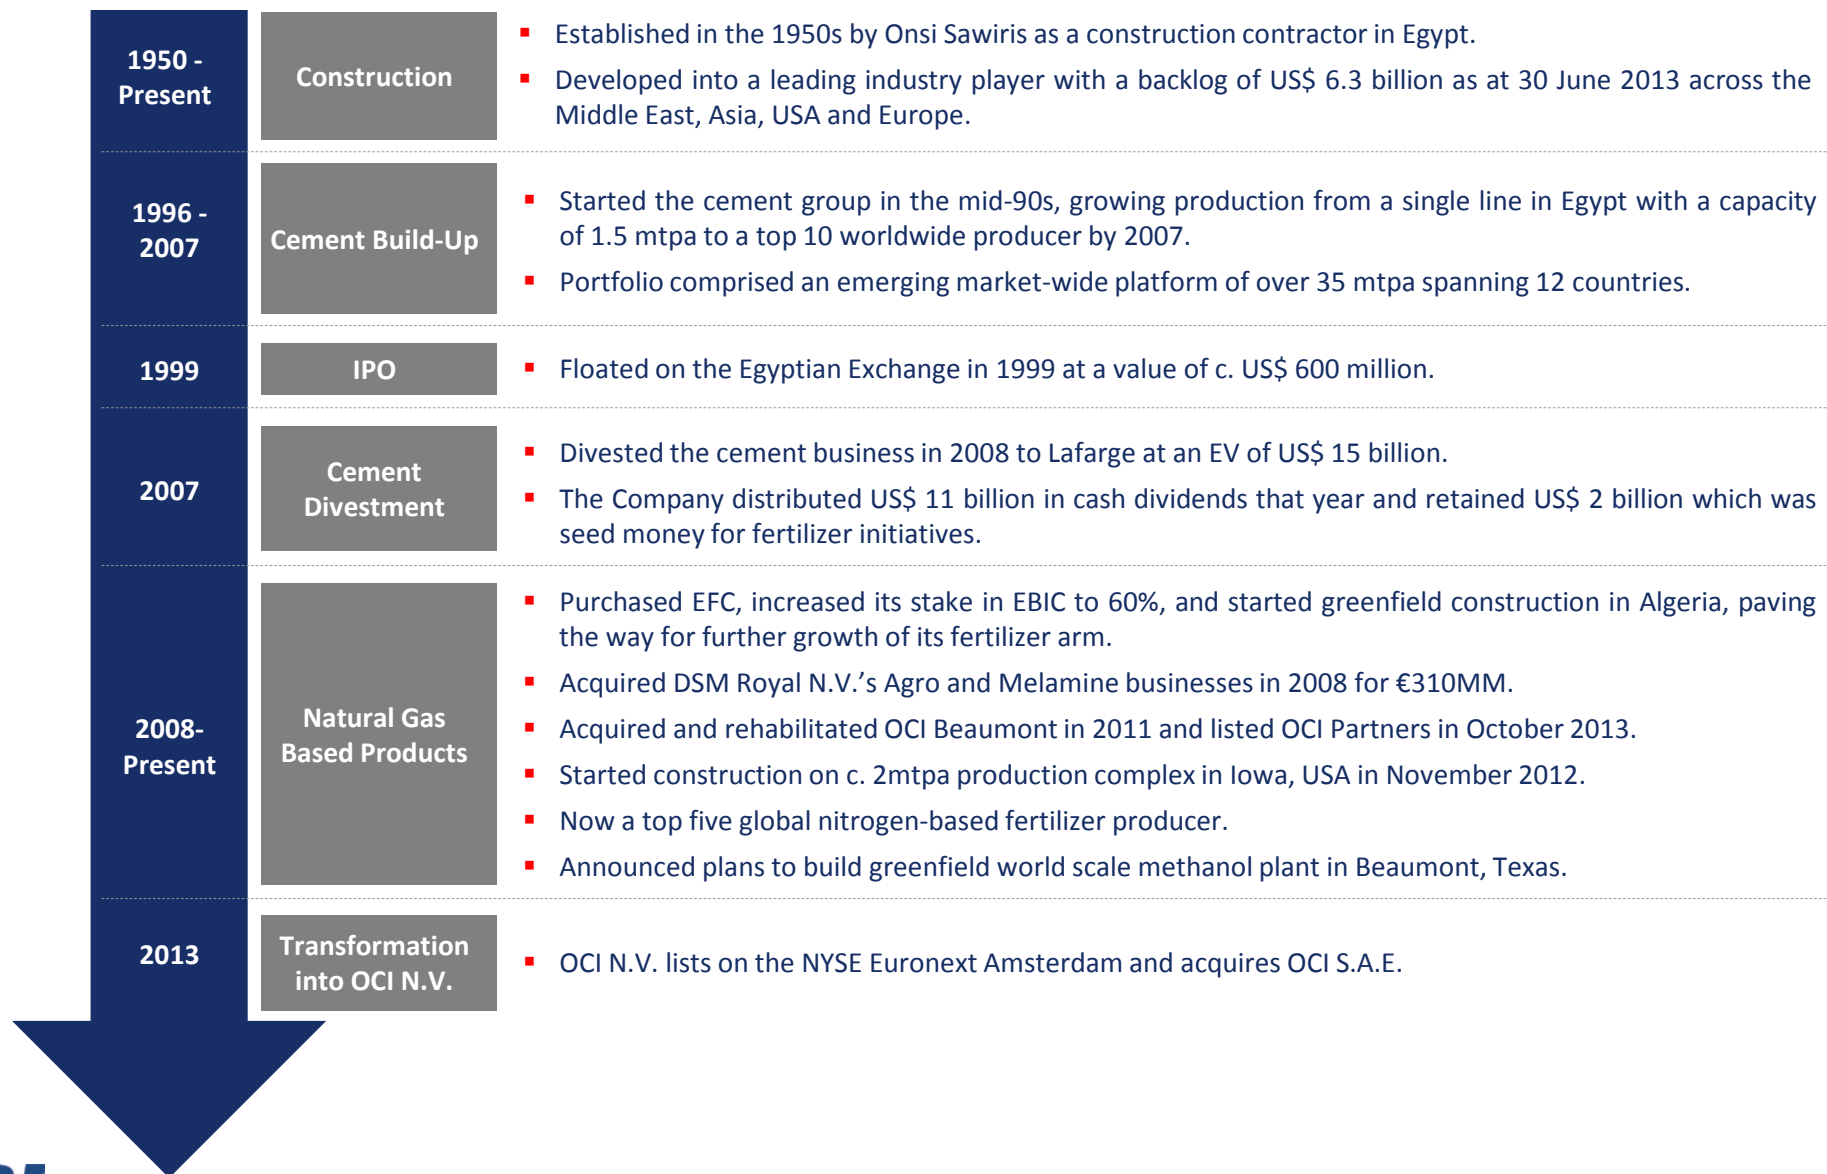 1950 -
Present
Construction
Established in the 1950s by Onsi Sawiris as a construction contractor in Egypt.
Developed into a leading industry player with a backlog of US$ 6.3 billion as at 30 June 2013 across the
Middle East, Asia, USA and Europe.
1996 -
2007
Cement Build-Up
Started the cement group in the mid-90s, growing production from a single line in Egypt with a capacity
of 1.5 mtpa to a top 10 worldwide producer by 2007.
Portfolio comprised an emerging market-wide platform of over 35 mtpa spanning 12 countries.
1999
IPO
Floated on the Egyptian Exchange in 1999 at a value of c. US$ 600 million.
2007
Cement
Divestment
Divested the cement business in 2008 to Lafarge at an EV of US$ 15 billion.
The Company distributed US$ 11 billion in cash dividends that year and retained US$ 2 billion which was
seed money for fertilizer initiatives.
2008-
Present
Natural Gas
Based Products
Purchased EFC, increased its stake in EBIC to 60%, and started greenfield construction in Algeria, paving
the way for further growth of its fertilizer arm.
Acquired DSM Royal N.V.’s Agro and Melamine businesses in 2008 for €310MM.
Acquired and rehabilitated OCI Beaumont in 2011 and listed OCI Partners in October 2013.
Started construction on c. 2mtpa production complex in Iowa, USA in November 2012.
Now a top five global nitrogen-based fertilizer producer.
Announced plans to build greenfield world scale methanol plant in Beaumont, Texas.
2013
Transformation
into OCI N.V.
OCI N.V. lists on the NYSE Euronext Amsterdam and acquires OCI S.A.E.